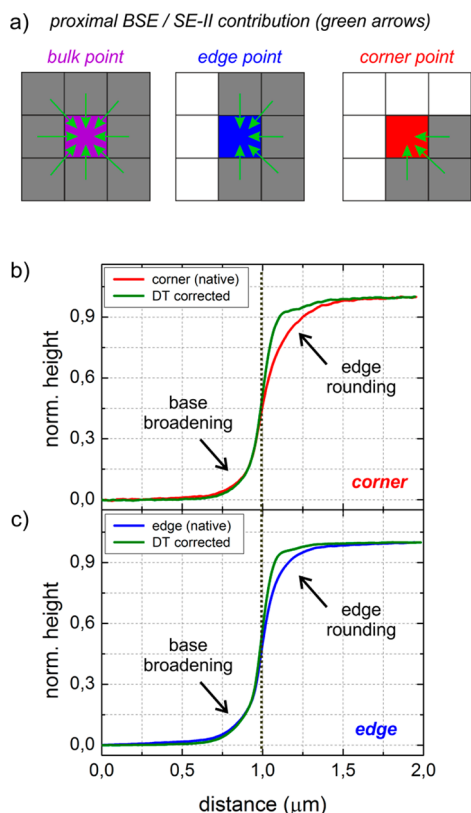 a) proximal BSE / SE-II contribution (green arrows)
bulk point edge point corner point
b)
corner (native)
DT corrected
0,9
0,6
0,3
0,0
norm. height
base
broadening
edge
rounding
corner
c)
edge (native)
DT corrected
0,9
0,6
0,3
0,0
norm. height
base
broadening
edge
rounding
edge
0,0 0,5 1,0 1,5 2,0
distance (μm)